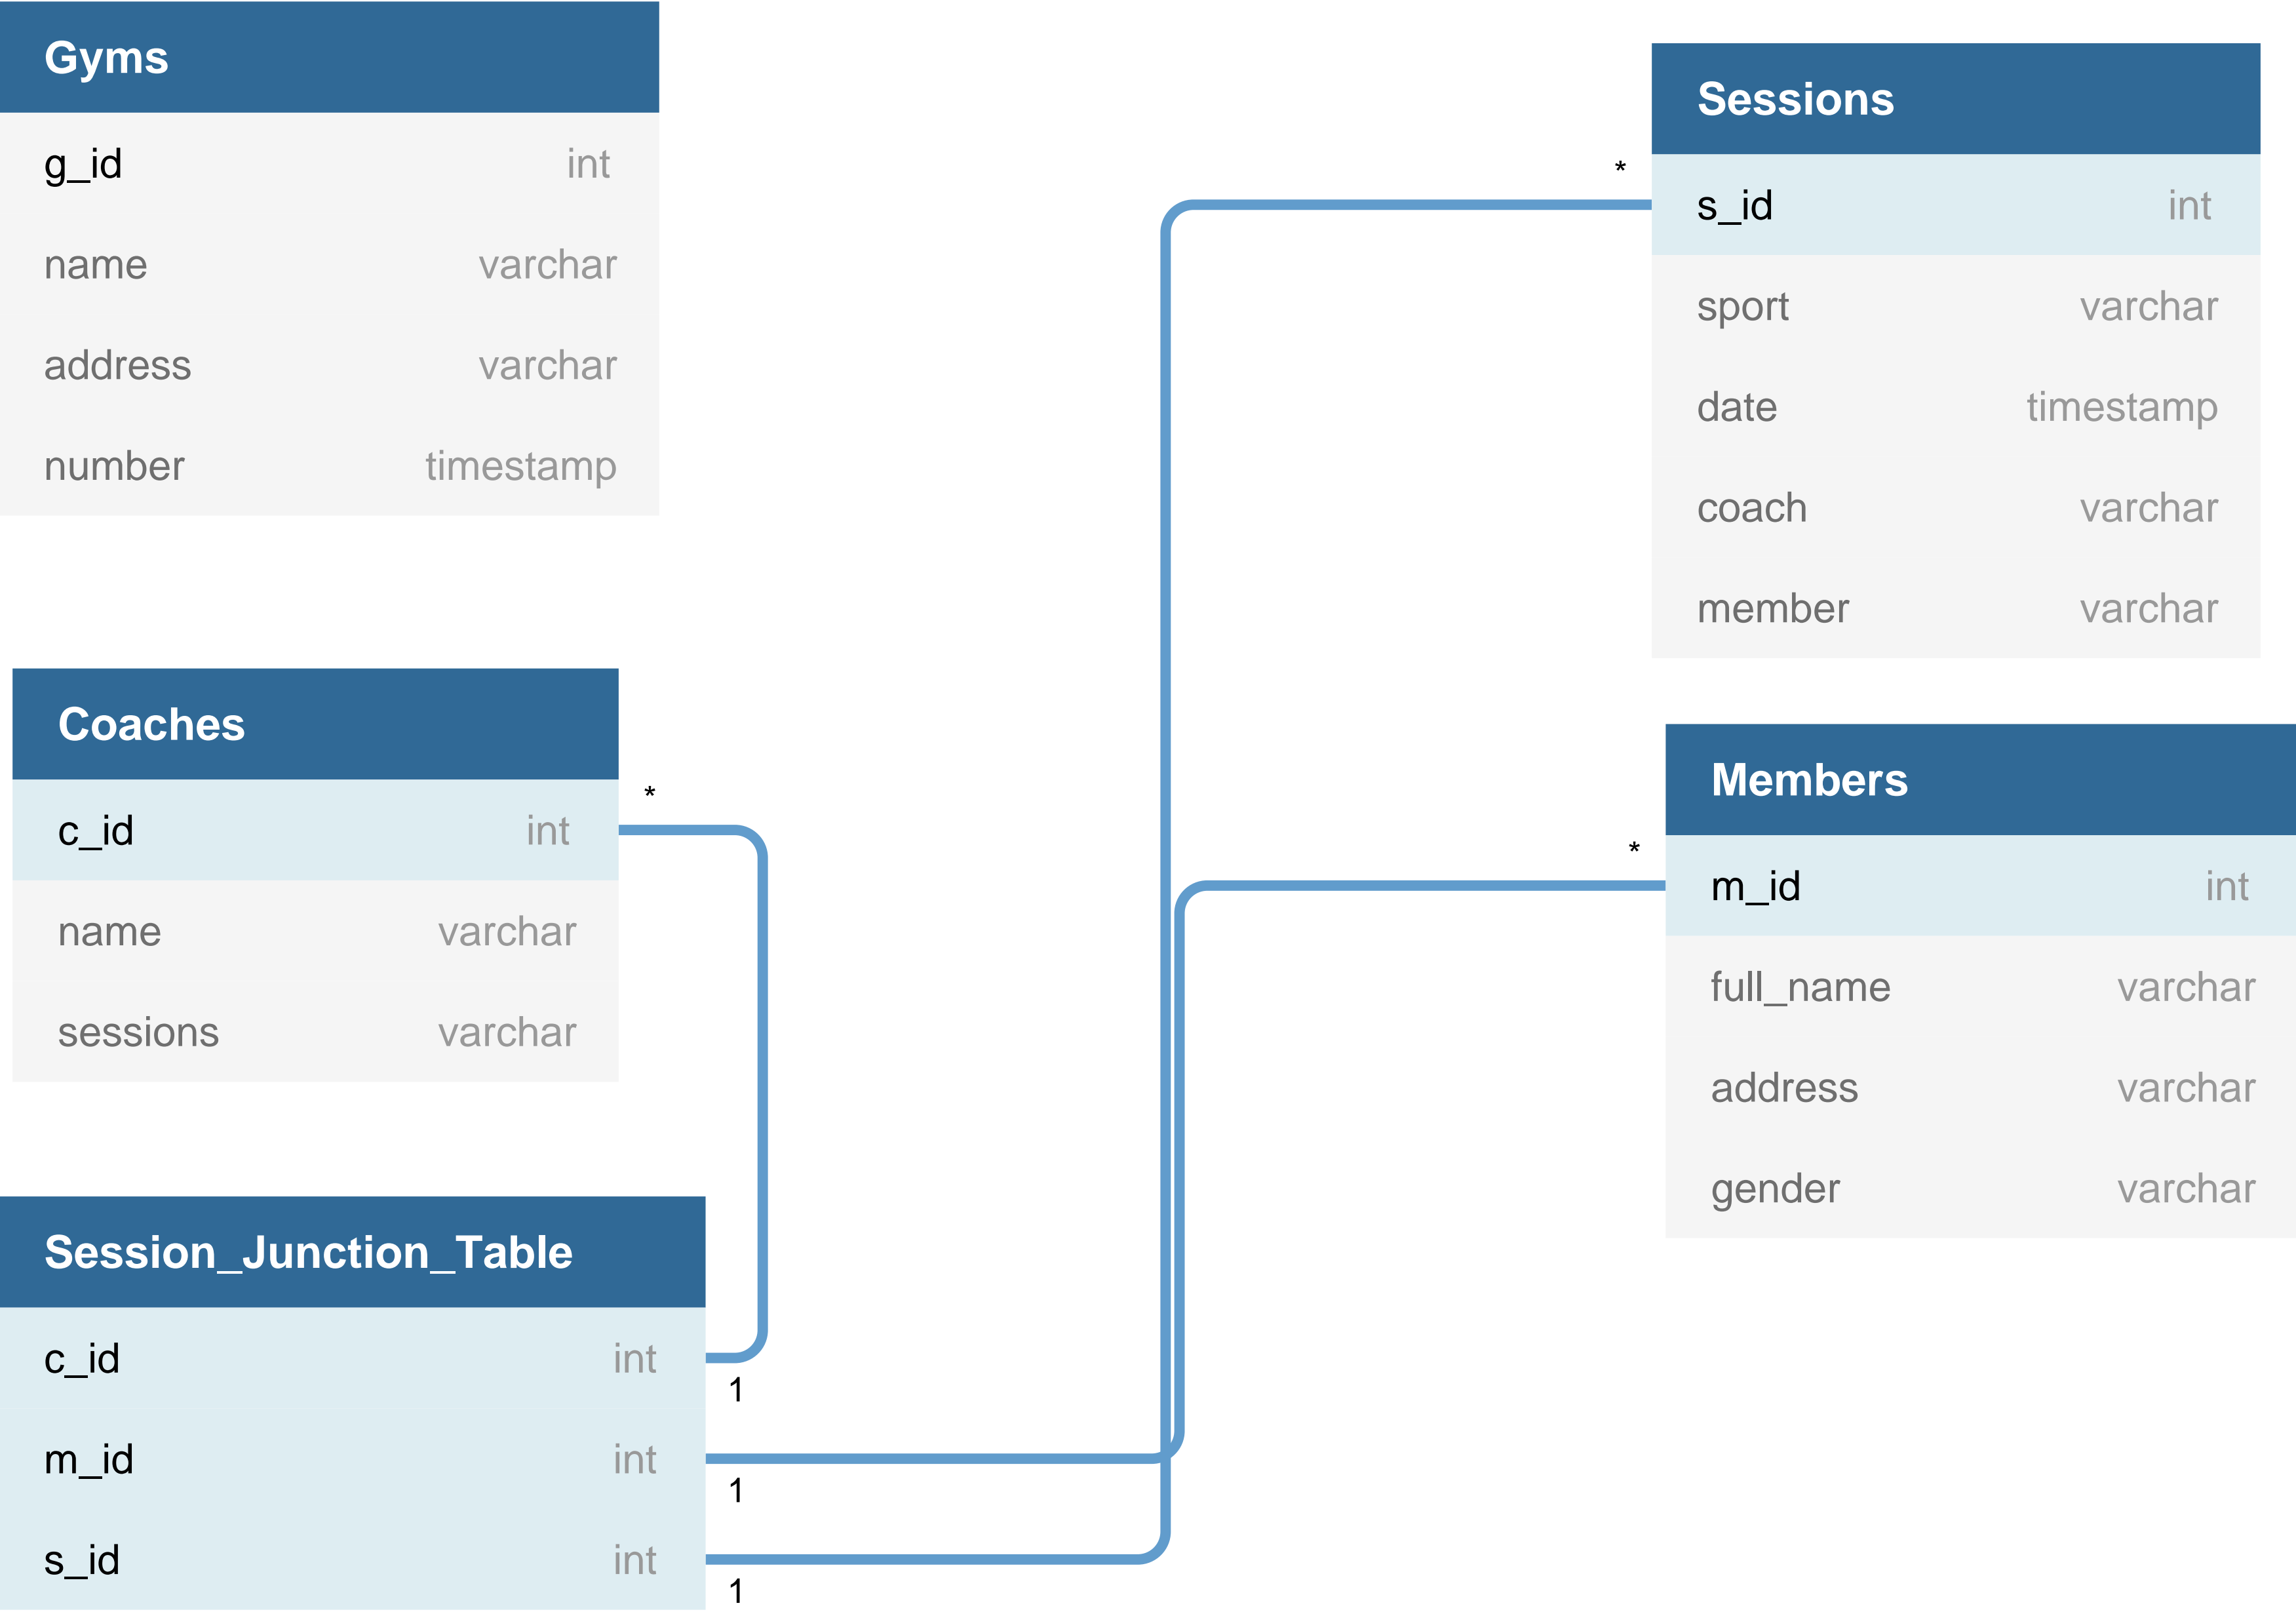 Gyms
g_id int
name varchar
address varchar
number timestamp
Sessions
* s_id int
sport varchar
date timestamp
coach varchar
member varchar
Coaches
c_id int *
name varchar
sessions varchar
Members
* m_id int
full_name varchar
address varchar
gender varchar
Session_Junction_Table
c_id int 1
m_id int 1
s_id int 1